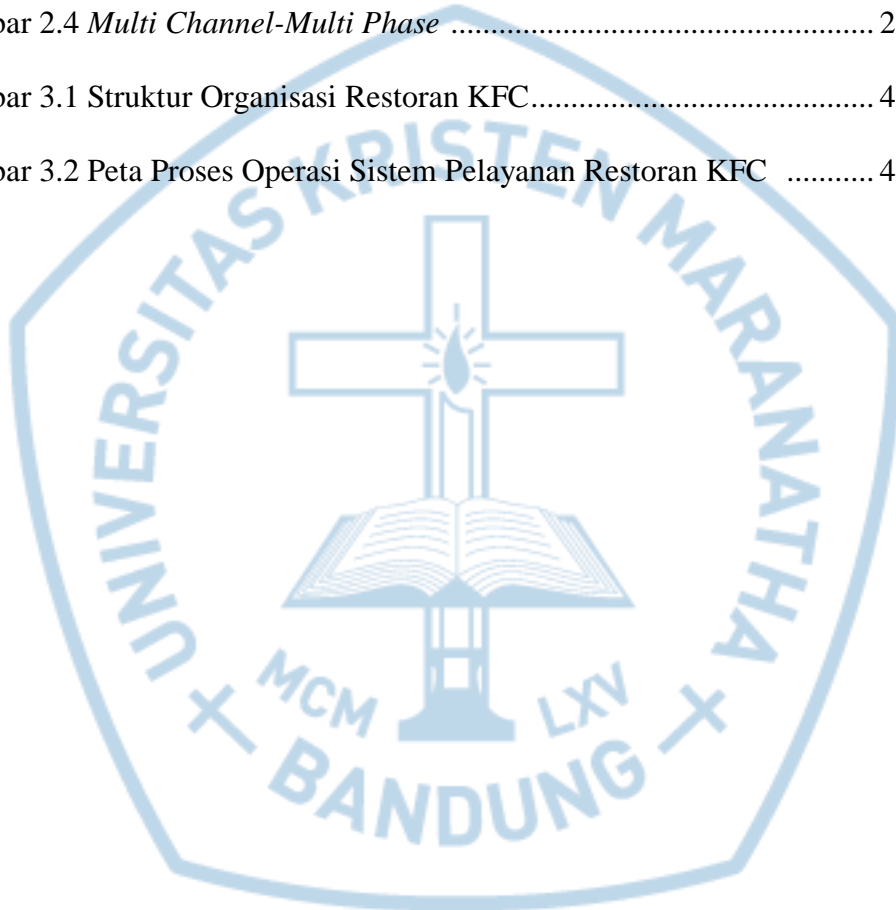 bar 2.4 Multi Channel-Multi Phase ................................................ 2
bar 3.1 Struktur Organisasi Restoran KFC....................................... 4
bar 3.2 Peta Proses Operasi Sistem Pelayanan Restoran KFC ........... 4
UNIVERSITAS KRISTEN MARANATHA
MCM LXV
BANDUNG